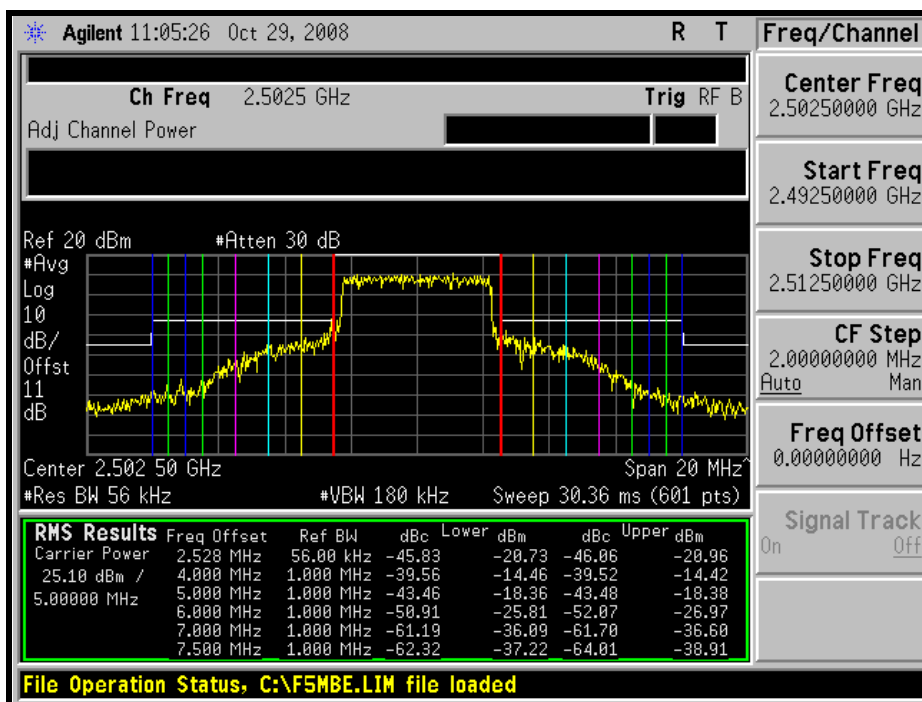 Agilent 11:05:26 Oct 29, 2008 R T
Ch Freq 2.5025 GHz Trig RF B
Adj Channel Power
Ref 20 dBm #Atten 30 dB
#Avg
Log
10
dB/
Offst
11
dB
Center 2.502 50 GHz Span 20 MHz^
#Res BW 56 kHz #VBW 180 kHz Sweep 30.36 ms (601 pts)
RMS Results Freq Offset Ref BW dBc Lower dBm dBc Upper dBm
Carrier Power 2.528 MHz 56.00 kHz -45.83 -20.73 -46.06 -20.96
25.10 dBm / 4.000 MHz 1.000 MHz -39.56 -14.46 -39.52 -14.42
5.00000 MHz 5.000 MHz 1.000 MHz -43.46 -18.36 -43.48 -18.38
6.000 MHz 1.000 MHz -50.91 -25.81 -52.07 -26.97
7.000 MHz 1.000 MHz -61.19 -36.09 -61.70 -36.60
7.500 MHz 1.000 MHz -62.32 -37.22 -64.01 -38.91
File Operation Status, C:\F5MBE.LIM file loaded
Freq/Channel
Center Freq
2.50250000 GHz
Start Freq
2.49250000 GHz
Stop Freq
2.51250000 GHz
CF Step
2.00000000 MHz
Auto Man
Freq Offset
0.00000000 Hz
Signal Track
On Off